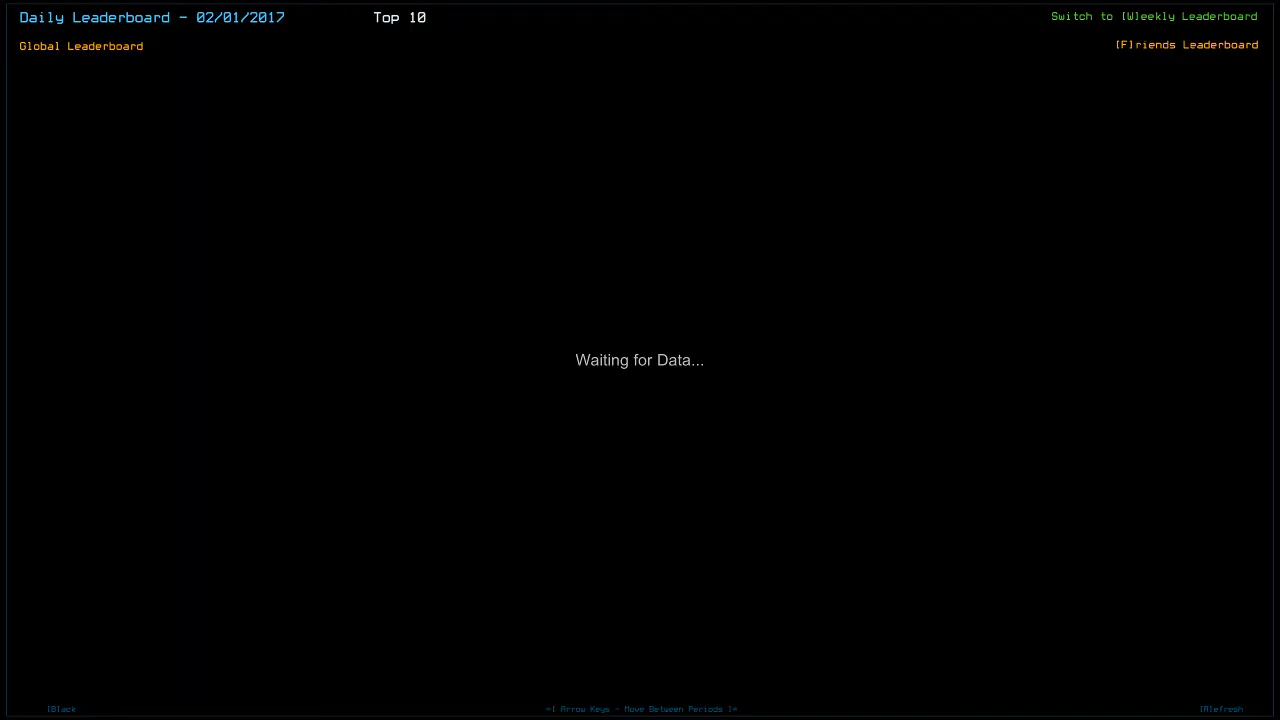 Daily Leaderboard - 02/01/2017
Top 10
Switch to [W]eekly Leaderboard
Global Leaderboard
[F]riends Leaderboard
Waiting for Data...
[B]ack
=[ Arrow Keys - Move Between Periods ]=
[R]efresh